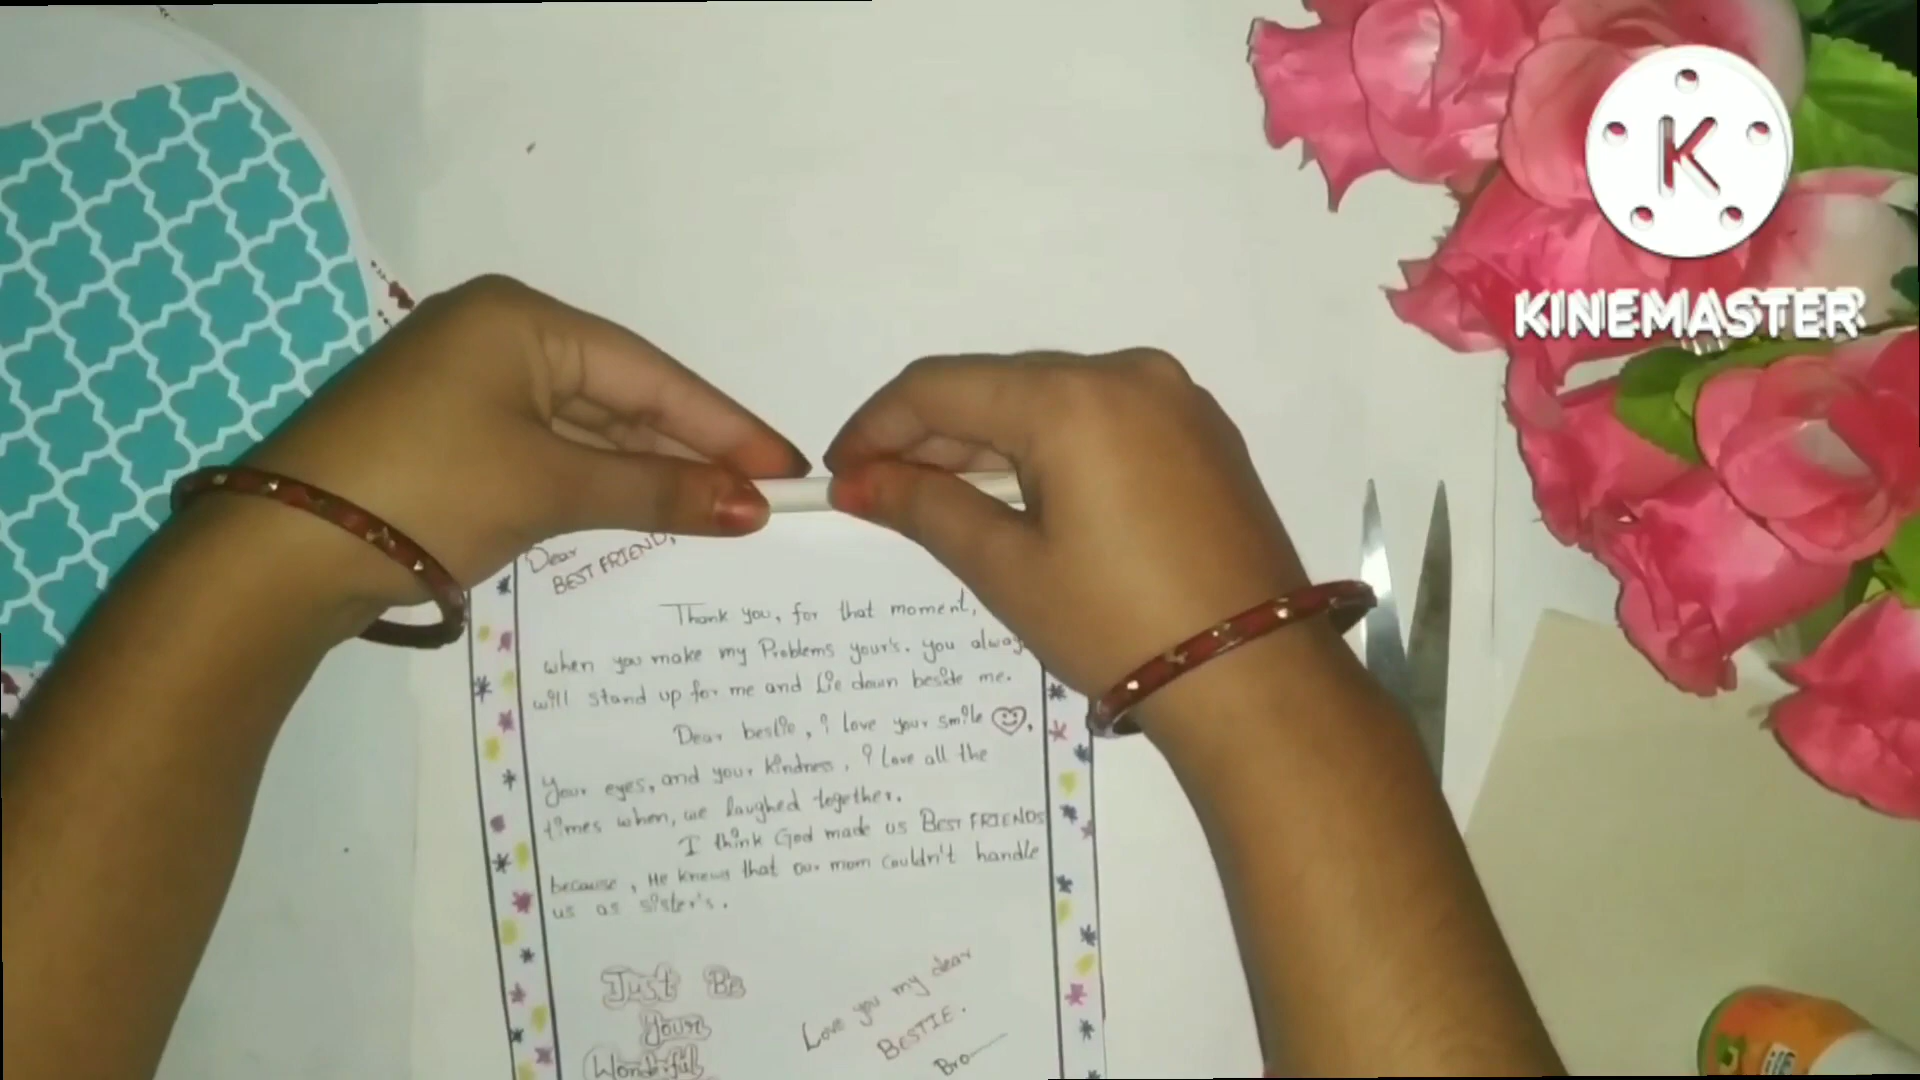 K
KINEMASTER
Dear
BEST FRIEND,
Thank you, for that moment,
when you make my Problems your's. you
will stand up for me and lie down beside me.
Dear bestie, i love your smile
Your eyes, and your kindness, i love all the
times when, we laughed together.
I think God made us BEST FRIENDS
because, He knews that our mom couldn't handle
us as sister's.
Just Be
Your
Wonderful
Love you my dear
BESTIE.
Bro